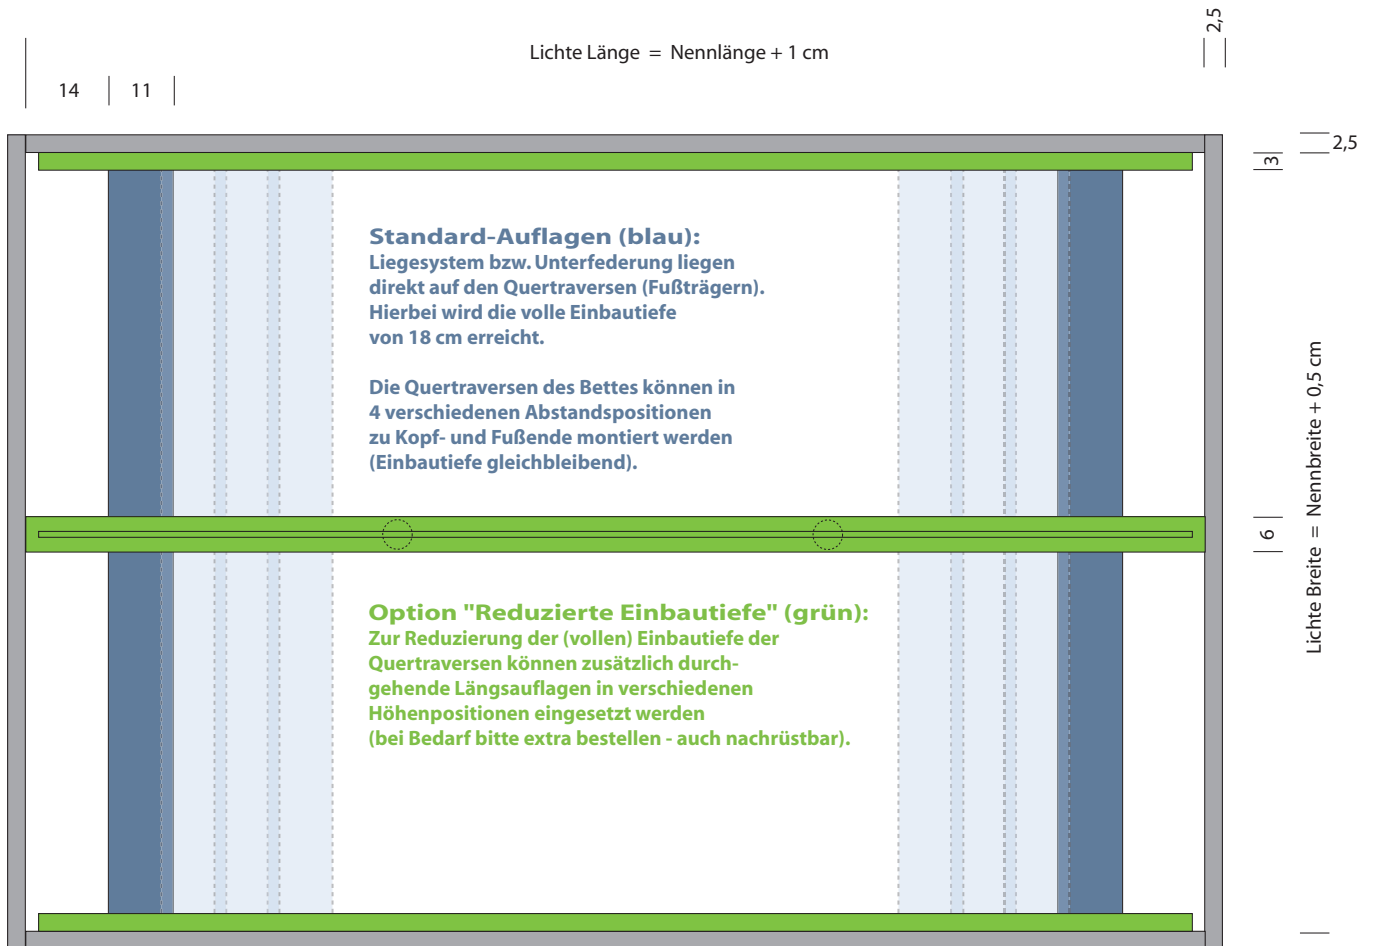 2,5
Lichte Länge = Nennlänge + 1 cm
14
11
2,5
3
Standard-Auflagen (blau):
Liegesystem bzw. Unterfederung liegen
direkt auf den Quertraversen (Fußträgern).
Hierbei wird die volle Einbautiefe
von 18 cm erreicht.
Die Quertraversen des Bettes können in
4 verschiedenen Abstandspositionen
zu Kopf- und Fußende montiert werden
(Einbautiefe gleichbleibend).
Lichte Breite = Nennbreite + 0,5 cm
6
Option "Reduzierte Einbautiefe" (grün):
Zur Reduzierung der (vollen) Einbautiefe der
Quertraversen können zusätzlich durch-
gehende Längsauflagen in verschiedenen
Höhenpositionen eingesetzt werden
(bei Bedarf bitte extra bestellen - auch nachrüstbar).